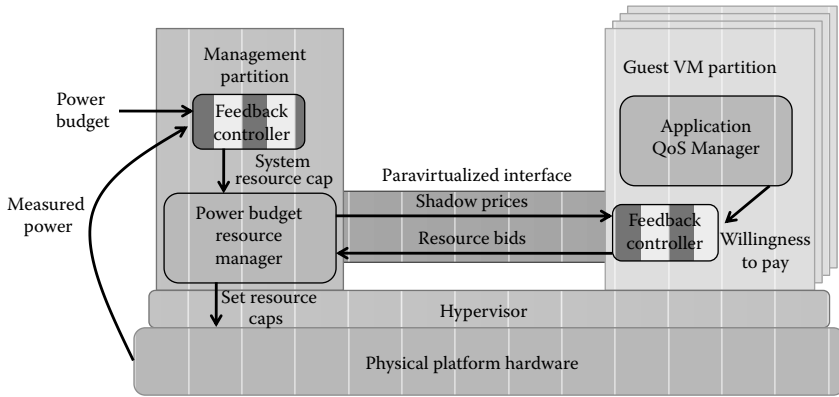 Management
partition
Power
budget
Feedback
controller
System
resource cap
Measured
power
Power budget
resource
manager
Set resource
caps
Paravirtualized interface
Shadow prices
Resource bids
Guest VM partition
Application
QoS Manager
Feedback
controller
Willingness
to pay
Hypervisor
Physical platform hardware